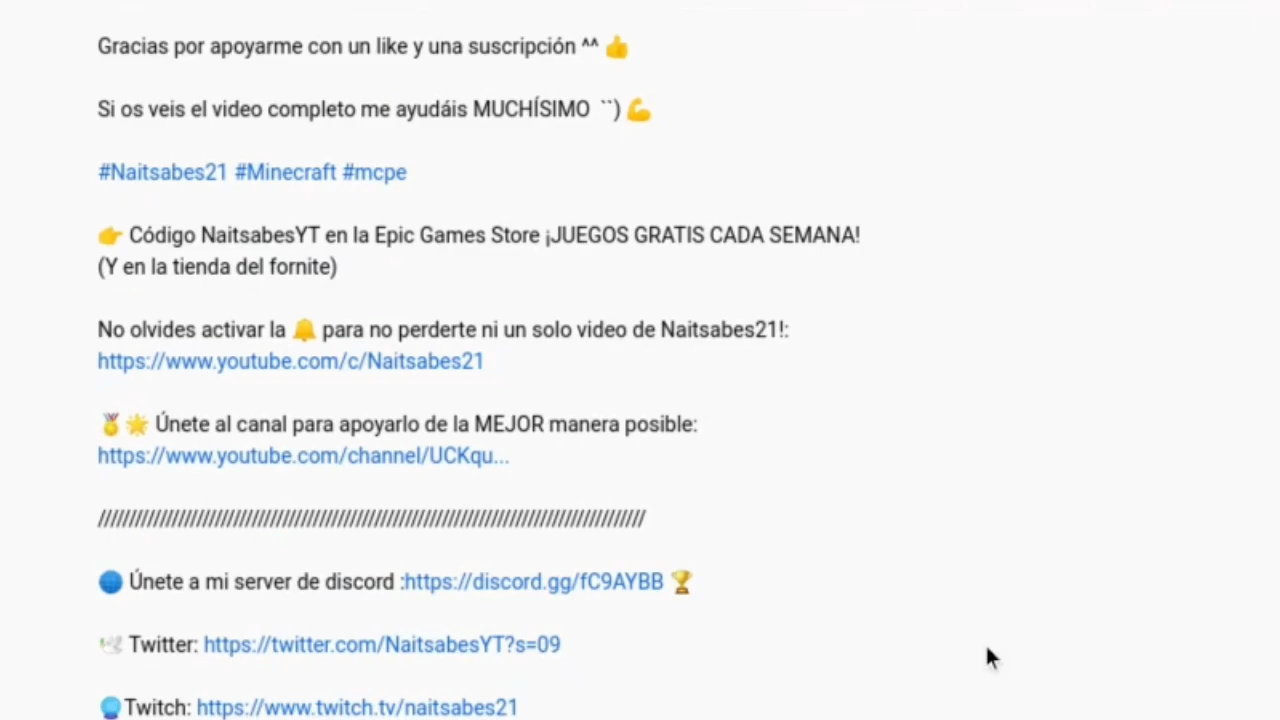 Gracias por apoyarme con un like y una suscripción ^^ 👍
Si os veis el video completo me ayudáis MUCHÍSIMO ``) 💪
#Naitsabes21 #Minecraft #mcpe
👉 Código NaitsabesYT en la Epic Games Store ¡JUEGOS GRATIS CADA SEMANA!
(Y en la tienda del fornite)
No olvides activar la 🔔 para no perderte ni un solo video de Naitsabes21!:
https://www.youtube.com/c/Naitsabes21
🏅🌟 Únete al canal para apoyarlo de la MEJOR manera posible:
https://www.youtube.com/channel/UCKqu...
///////////////////////////////////////////////////////////////////////////////////////////
🔵 Únete a mi server de discord :https://discord.gg/fC9AYBB 🏆
🕊 Twitter: https://twitter.com/NaitsabesYT?s=09
🔮Twitch: https://www.twitch.tv/naitsabes21